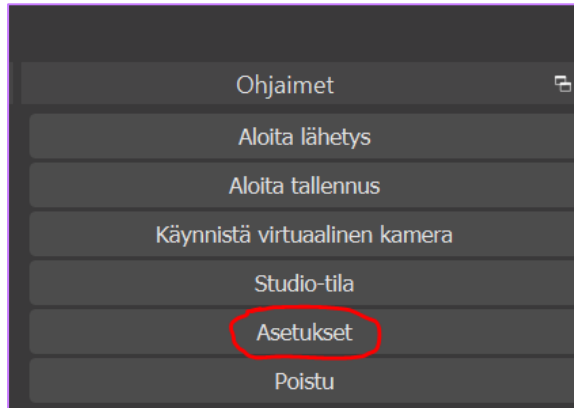 Ohjaimet
Aloita lähetys
Aloita tallennus
Käynnistä virtuaalinen kamera
Studio-tila
Asetukset
Poistu